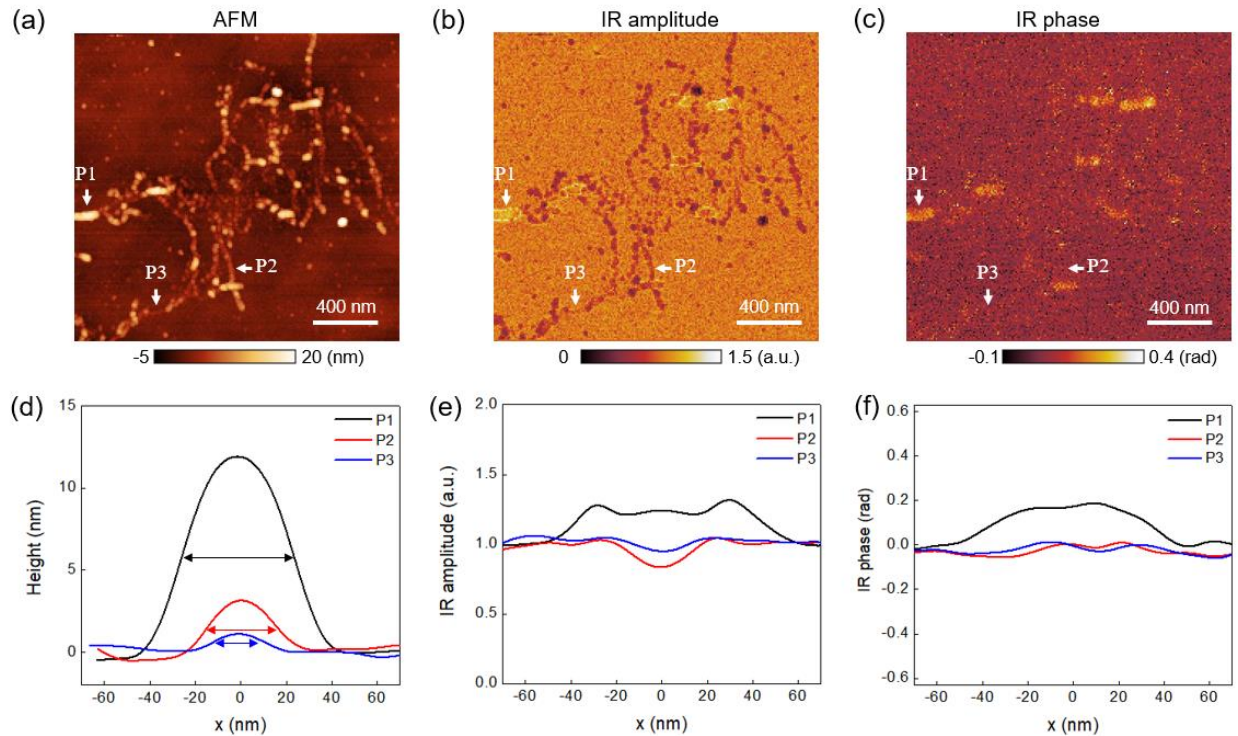 (a) AFM
P1
P3
P2
400 nm
-5 20 (nm)
(b) IR amplitude
P1
P3
P2
400 nm
0 1.5 (a.u.)
(c) IR phase
P1
P3
P2
400 nm
-0.1 0.4 (rad)
(d)
Height (nm)
15
10
5
0
-60 -40 -20 0 20 40 60
x (nm)
P1
P2
P3
(e)
IR amplitude (a.u.)
2.0
1.5
1.0
0.5
0.0
-60 -40 -20 0 20 40 60
x (nm)
P1
P2
P3
(f)
IR phase (rad)
0.6
0.4
0.2
0.0
-0.2
-0.4
-0.6
-60 -40 -20 0 20 40 60
x (nm)
P1
P2
P3